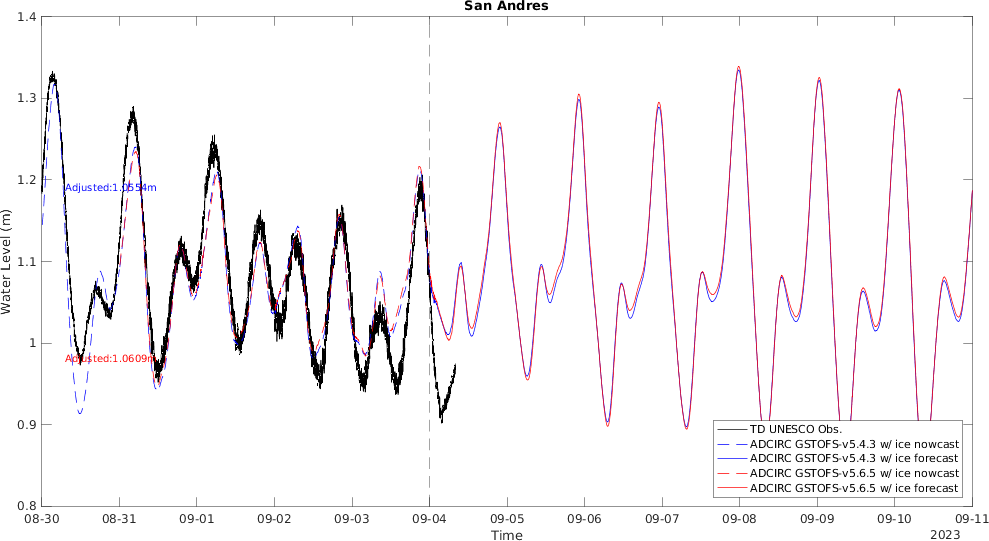 San Andres
1.4
1.3
1.2
1.1
1
0.9
0.8
Water Level (m)
Adjusted:1.0554m
Adjusted:1.0609m
TD UNESCO Obs.
ADCIRC GSTOFS-v5.4.3 w/ ice nowcast
ADCIRC GSTOFS-v5.4.3 w/ ice forecast
ADCIRC GSTOFS-v5.6.5 w/ ice nowcast
ADCIRC GSTOFS-v5.6.5 w/ ice forecast
08-30 08-31 09-01 09-02 09-03 09-04 09-05 09-06 09-07 09-08 09-09 09-10 09-11
Time
2023